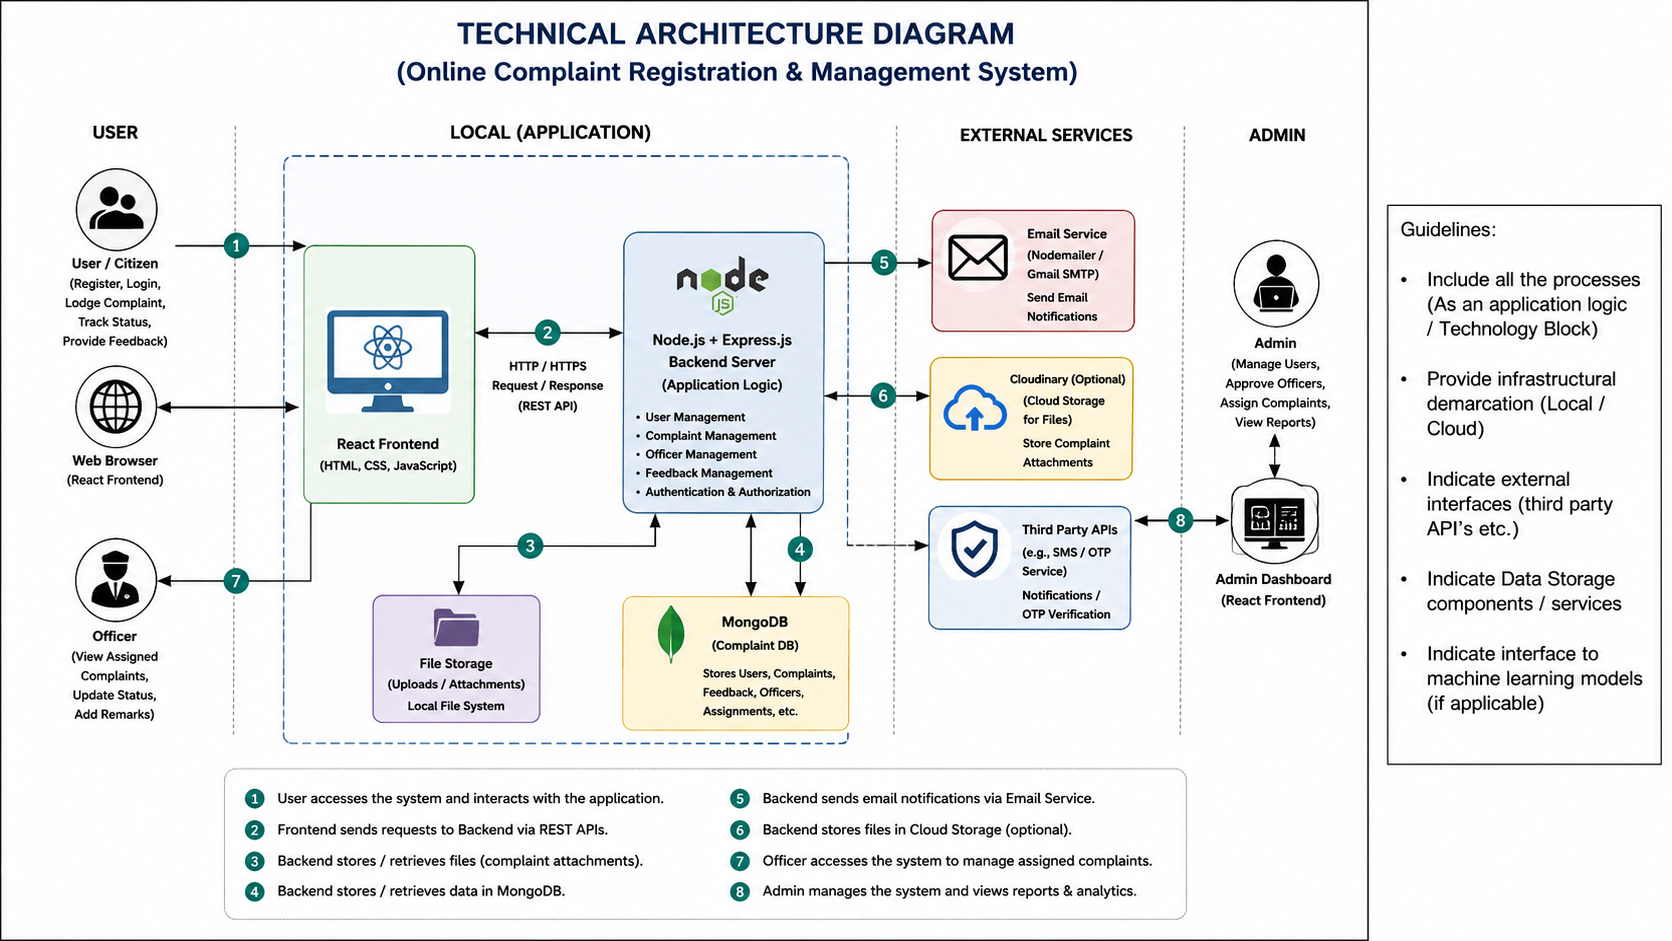 TECHNICAL ARCHITECTURE DIAGRAM
(Online Complaint Registration & Management System)
USER
LOCAL (APPLICATION)
EXTERNAL SERVICES
ADMIN
User / Citizen
(Register, Login,
Lodge Complaint,
Track Status,
Provide Feedback)
Web Browser
(React Frontend)
Officer
(View Assigned
Complaints,
Update Status,
Add Remarks)
1
7
React Frontend
(HTML, CSS, JavaScript)
2
HTTP / HTTPS
Request / Response
(REST API)
node
JS
Node.js + Express.js
Backend Server
(Application Logic)
• User Management
• Complaint Management
• Officer Management
• Feedback Management
• Authentication & Authorization
3
4
File Storage
(Uploads / Attachments)
Local File System
MongoDB
(Complaint DB)
Stores Users, Complaints,
Feedback, Officers,
Assignments, etc.
5
6
Email Service
(Nodemailer /
Gmail SMTP)
Send Email
Notifications
Cloudinary (Optional)
(Cloud Storage
for Files)
Store Complaint
Attachments
Third Party APIs
(e.g., SMS / OTP
Service)
Notifications /
OTP Verification
8
Admin
(Manage Users,
Approve Officers,
Assign Complaints,
View Reports)
Admin Dashboard
(React Frontend)
1 User accesses the system and interacts with the application.
2 Frontend sends requests to Backend via REST APIs.
3 Backend stores / retrieves files (complaint attachments).
4 Backend stores / retrieves data in MongoDB.
5 Backend sends email notifications via Email Service.
6 Backend stores files in Cloud Storage (optional).
7 Officer accesses the system to manage assigned complaints.
8 Admin manages the system and views reports & analytics.
Guidelines:
• Include all the processes
(As an application logic
/ Technology Block)
• Provide infrastructural
demarcation (Local /
Cloud)
• Indicate external
interfaces (third party
API's etc.)
• Indicate Data Storage
components / services
• Indicate interface to
machine learning models
(if applicable)